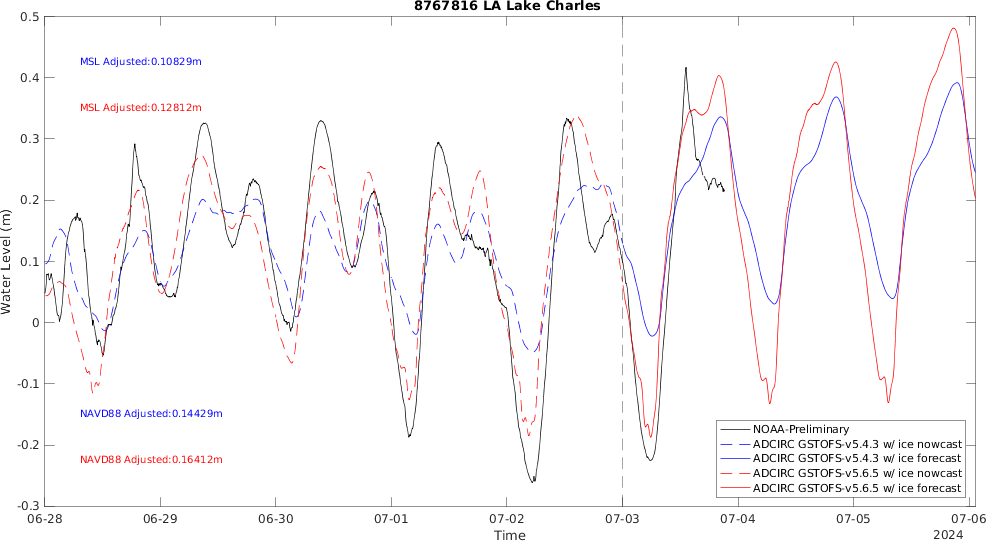 8767816 LA Lake Charles
0.5
0.4
0.3
0.2
0.1
0
-0.1
-0.2
-0.3
Water Level (m)
MSL Adjusted:0.10829m
MSL Adjusted:0.12812m
NAVD88 Adjusted:0.14429m
NAVD88 Adjusted:0.16412m
NOAA-Preliminary
ADCIRC GSTOFS-v5.4.3 w/ ice nowcast
ADCIRC GSTOFS-v5.4.3 w/ ice forecast
ADCIRC GSTOFS-v5.6.5 w/ ice nowcast
ADCIRC GSTOFS-v5.6.5 w/ ice forecast
06-28 06-29 06-30 07-01 07-02 07-03 07-04 07-05 07-06
Time
2024